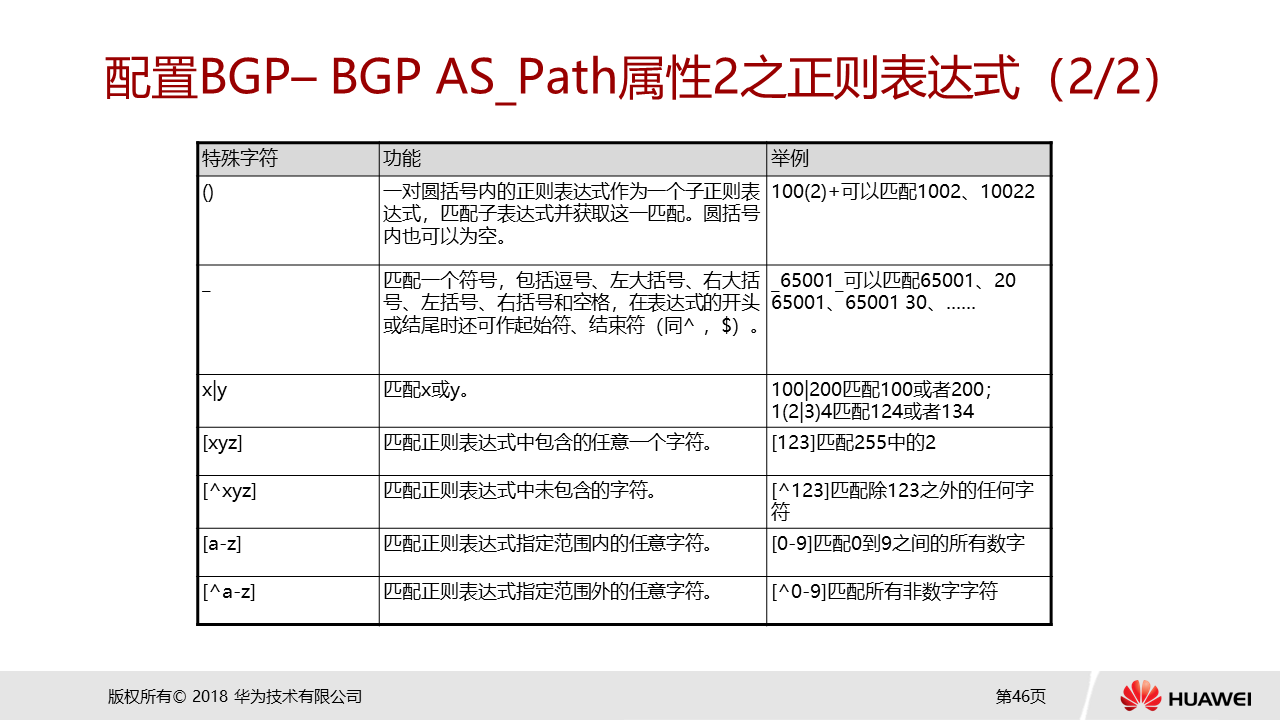 配置BGP– BGP AS_Path属性2之正则表达式（2/2）
特殊字符 功能 举例
() 一对圆括号内的正则表达式作为一个子正则表 100(2)+可以匹配1002、10022
达式，匹配子表达式并获取这一匹配。圆括号
内也可以为空。
_ 匹配一个符号，包括逗号、左大括号、右大括 _65001_可以匹配65001、20
号、左括号、右括号和空格，在表达式的开头 65001、65001 30、……
或结尾时还可作起始符、结束符（同^ ，$）。
x|y 匹配x或y。 100|200匹配100或者200；
1(2|3)4匹配124或者134
[xyz] 匹配正则表达式中包含的任意一个字符。 [123]匹配255中的2
[^xyz] 匹配正则表达式中未包含的字符。 [^123]匹配除123之外的任何字
符
[a-z] 匹配正则表达式指定范围内的任意字符。 [0-9]匹配0到9之间的所有数字
[^a-z] 匹配正则表达式指定范围外的任意字符。 [^0-9]匹配所有非数字字符
版权所有© 2018 华为技术有限公司 第46页 HUAWEI